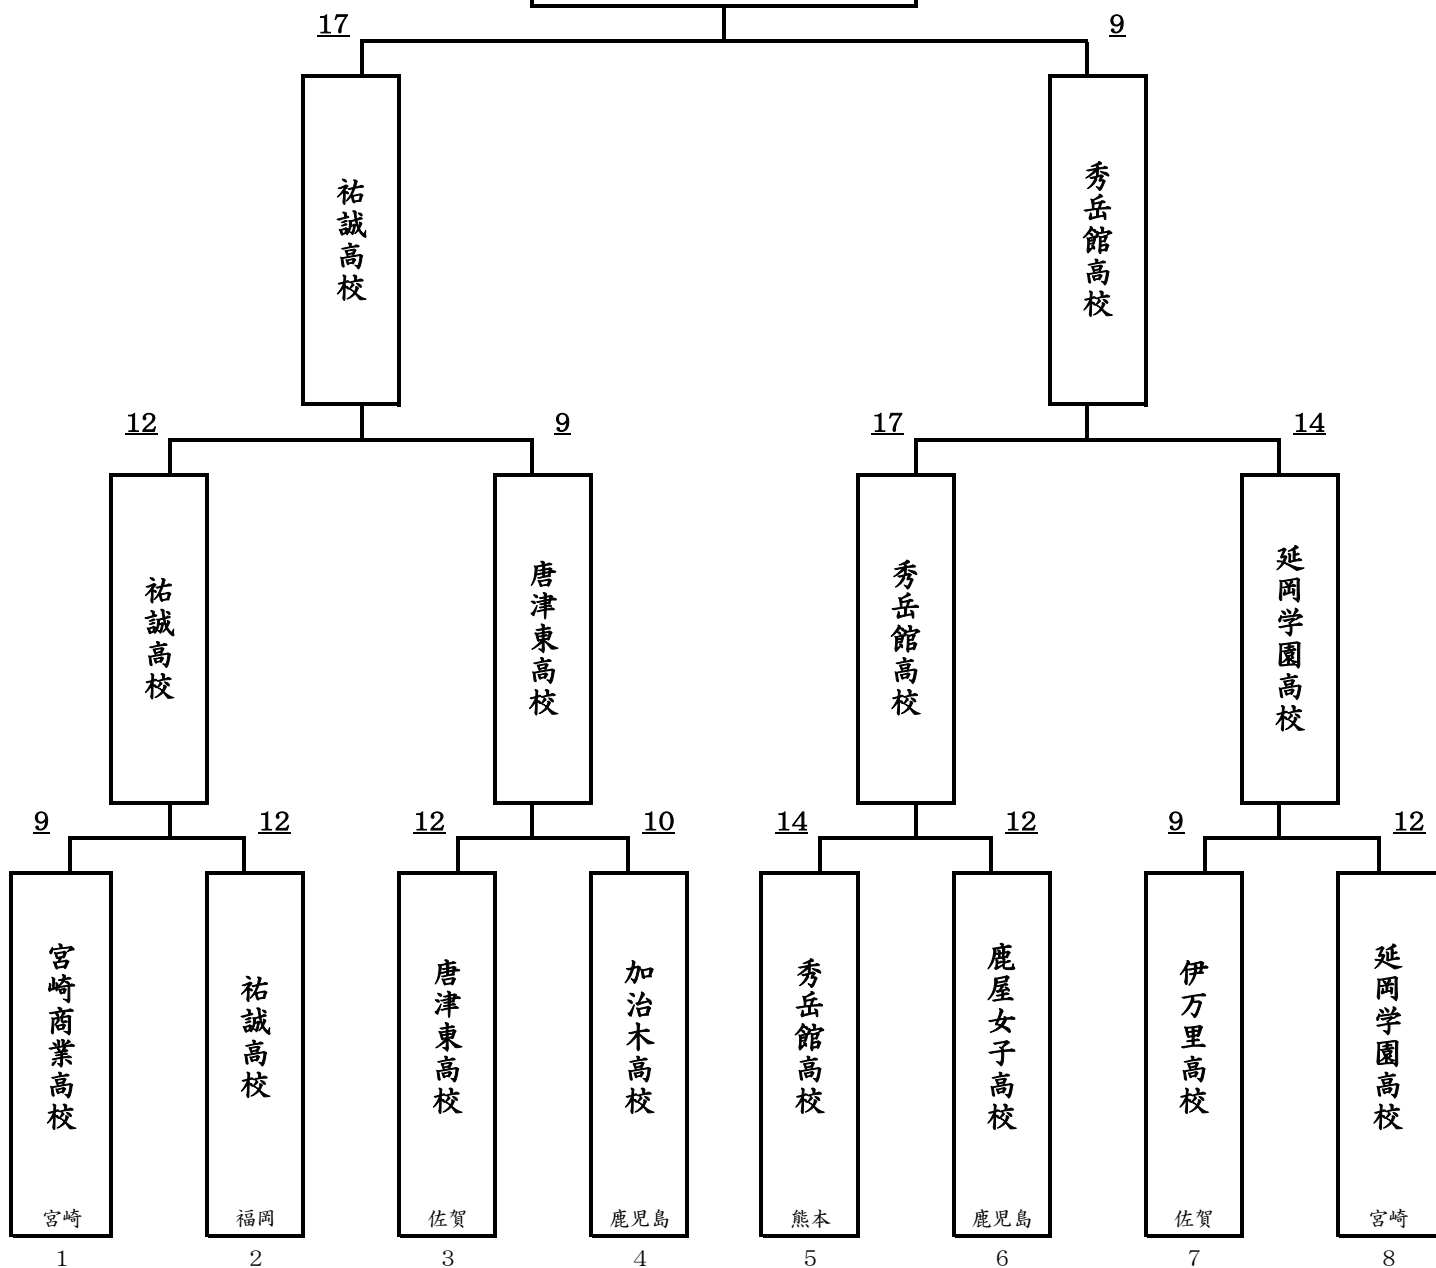 17
9
祐誠高校
秀岳館高校
12
9
17
14
祐誠高校
唐津東高校
秀岳館高校
延岡学園高校
9
12
12
10
14
12
9
12
宮崎商業高校
祐誠高校
唐津東高校
加治木高校
秀岳館高校
鹿屋女子高校
伊万里高校
延岡学園高校
宮崎
福岡
佐賀
鹿児島
熊本
鹿児島
佐賀
宮崎
1
2
3
4
5
6
7
8